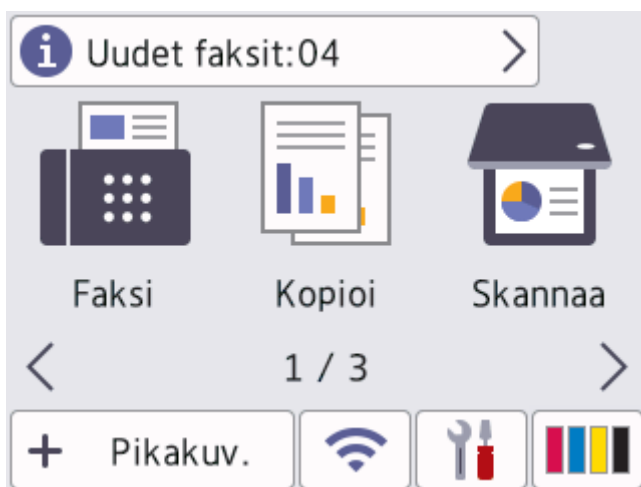 Uudet faksit:04
Faksi
Kopioi
Skannaa
1 / 3
Pikakuv.